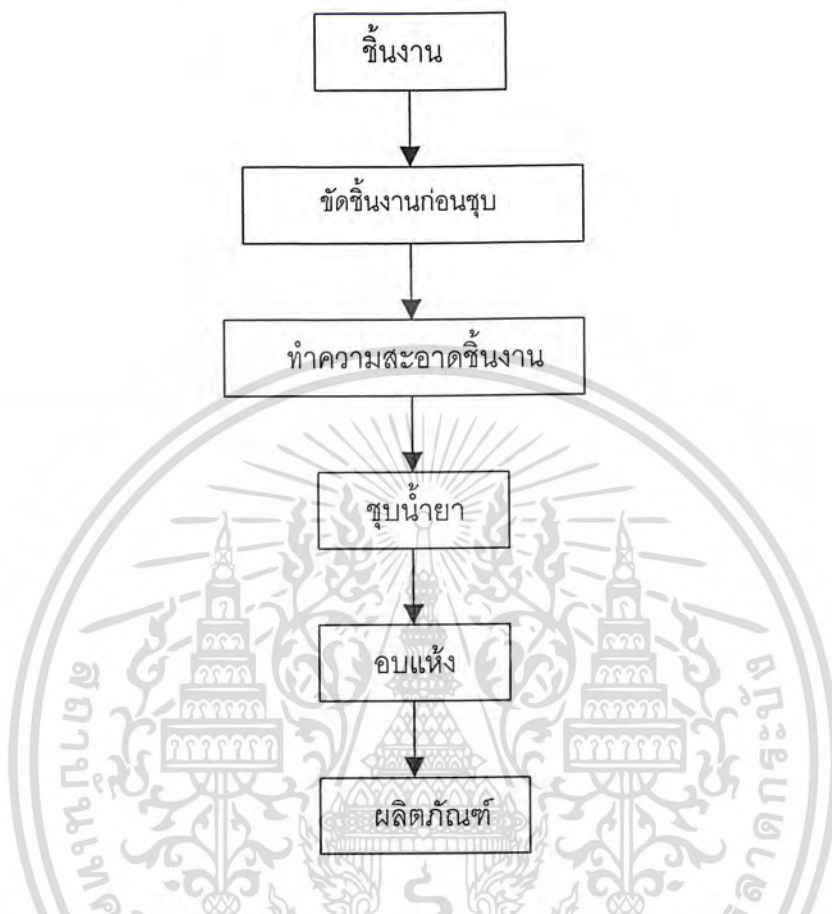 ชิ้นงาน
ขัดชิ้นงานก่อนชุบ
ทำความสะอาดชิ้นงาน
ชุบน้ำยา
อบแห้ง
ผลิตภัณฑ์